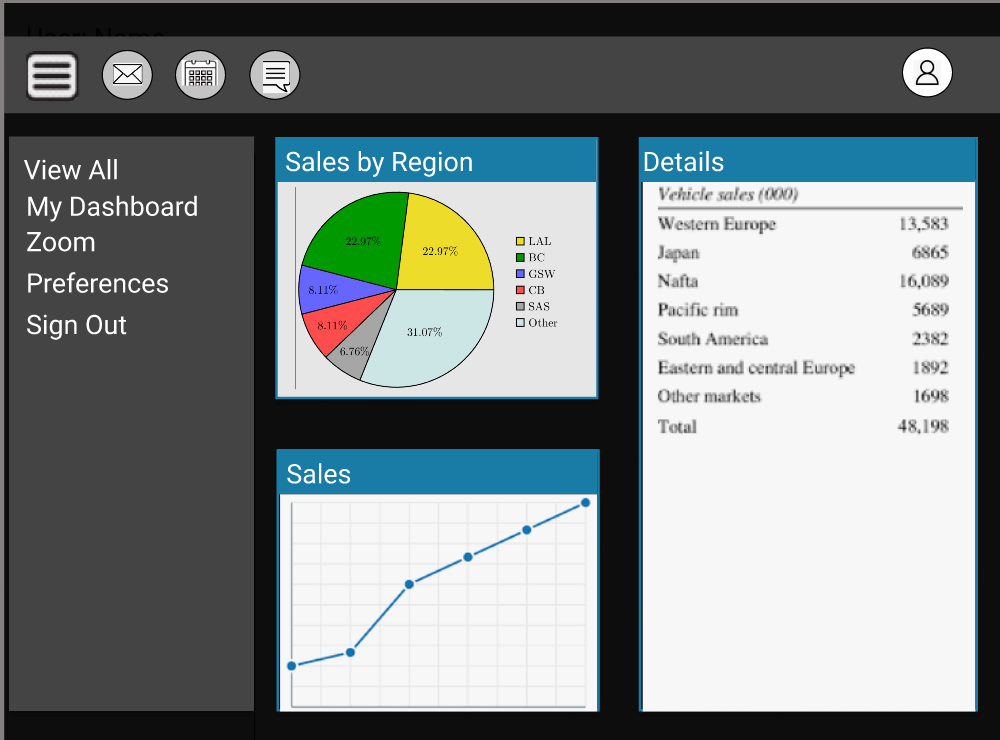 User: Name
View All
My Dashboard
Zoom
Preferences
Sign Out
Sales by Region
22.97%
22.97%
8.11%
8.11%
6.76%
31.07%
LAL
BC
GSW
CB
SAS
Other
Sales
Details
Vehicle sales (000)
Western Europe 13,583
Japan 6865
Nafta 16,089
Pacific rim 5689
South America 2382
Eastern and central Europe 1892
Other markets 1698
Total 48,198